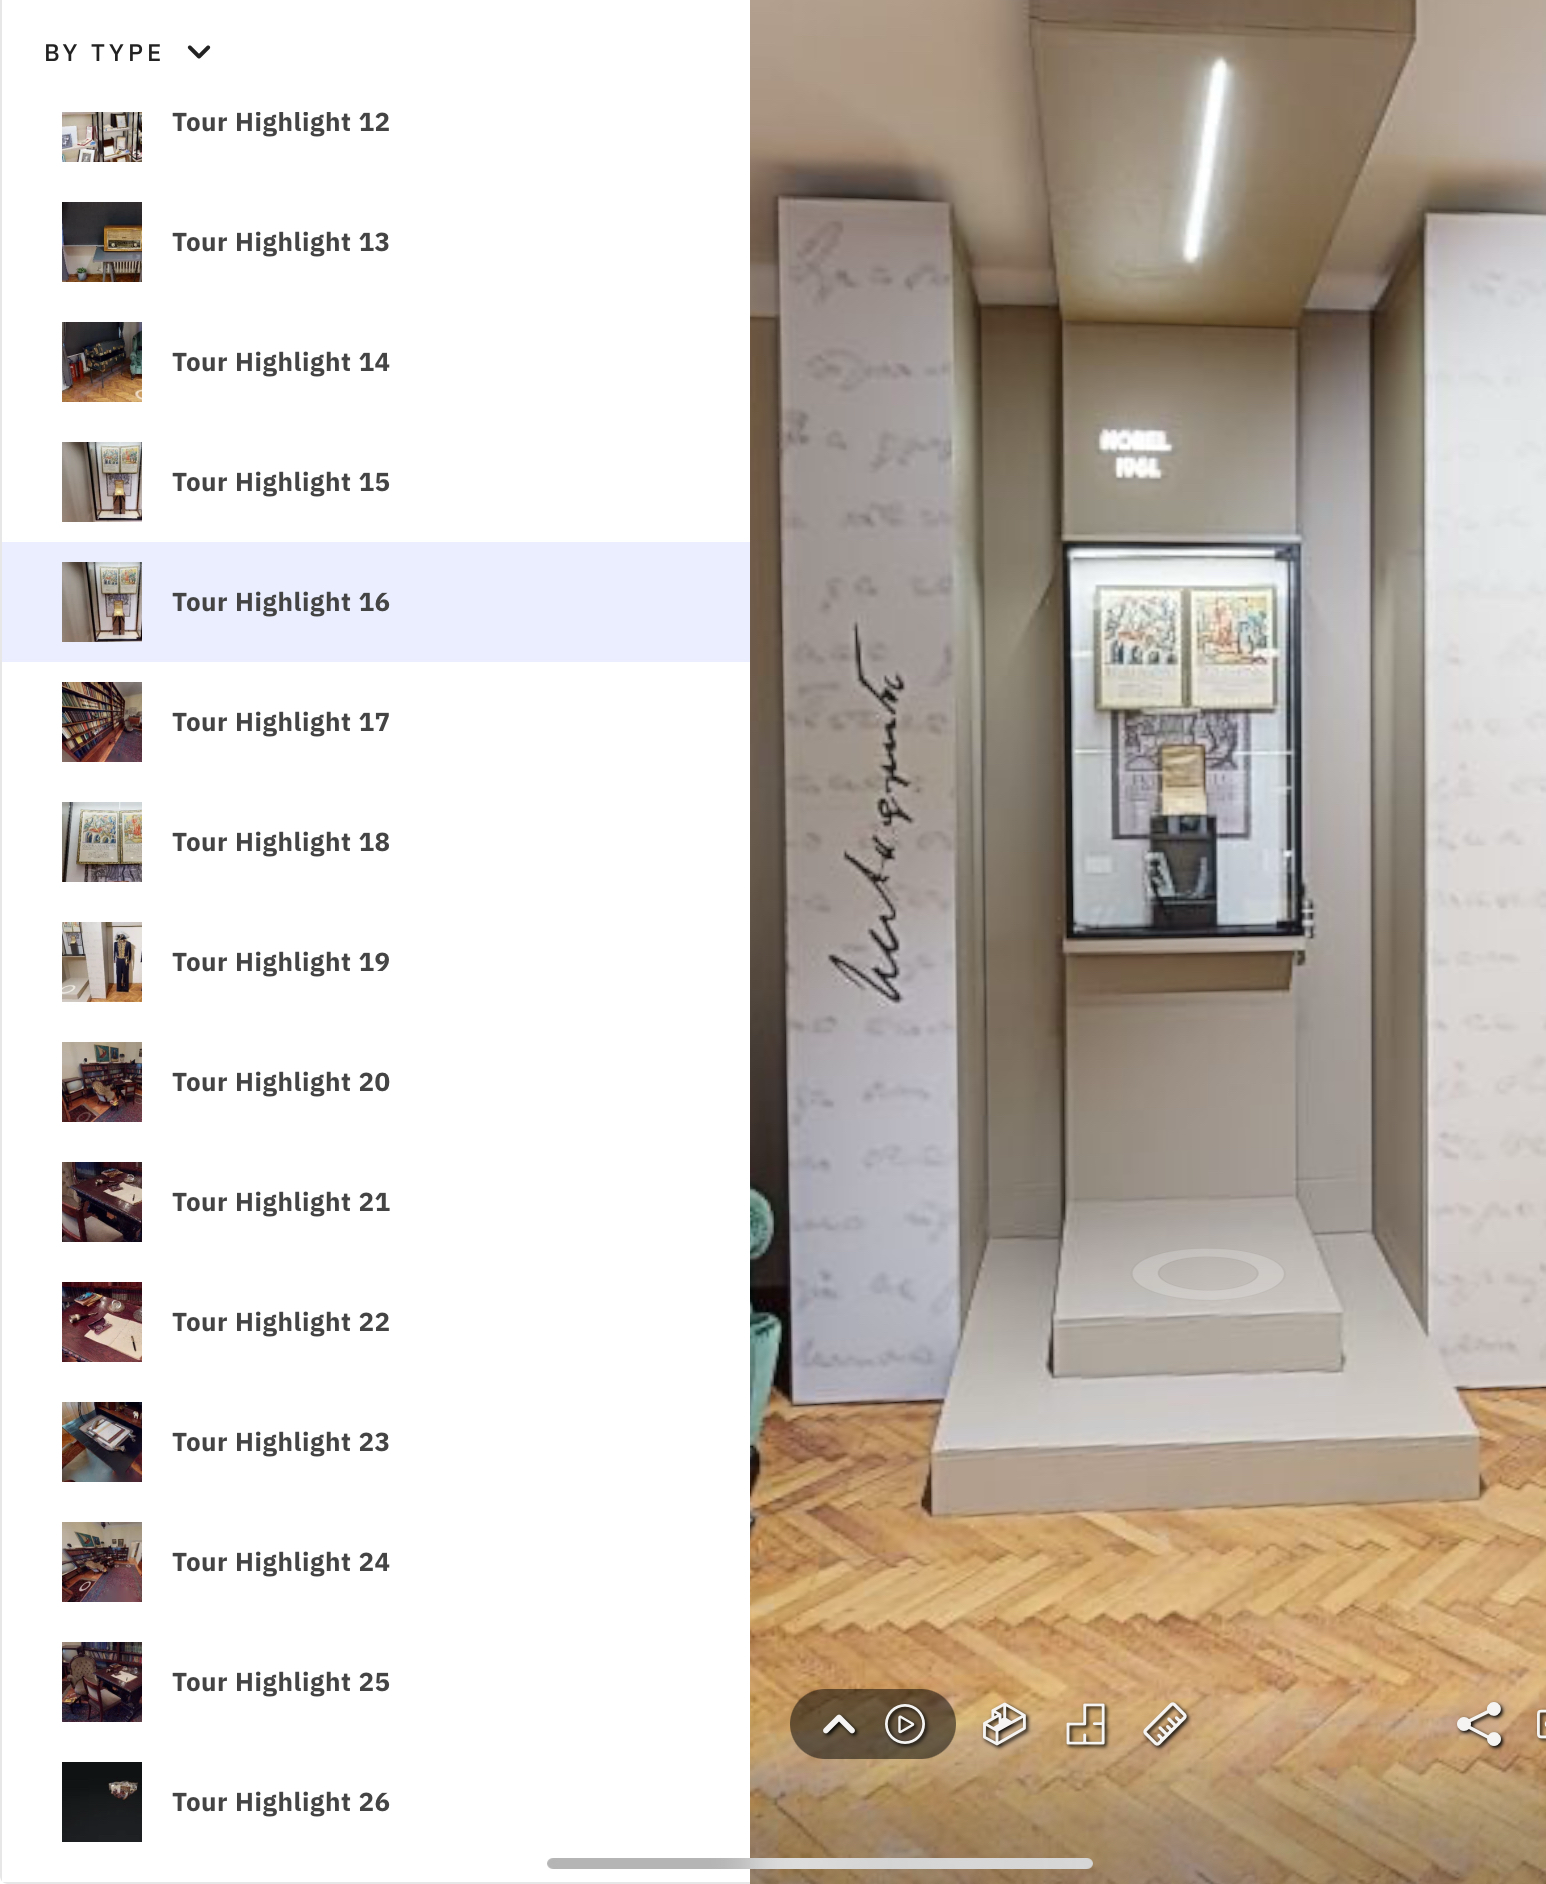 BY TYPE
Tour Highlight 12
Tour Highlight 13
Tour Highlight 14
Tour Highlight 15
Tour Highlight 16
Tour Highlight 17
Tour Highlight 18
Tour Highlight 19
Tour Highlight 20
Tour Highlight 21
Tour Highlight 22
Tour Highlight 23
Tour Highlight 24
Tour Highlight 25
Tour Highlight 26
NOBEL
1961.